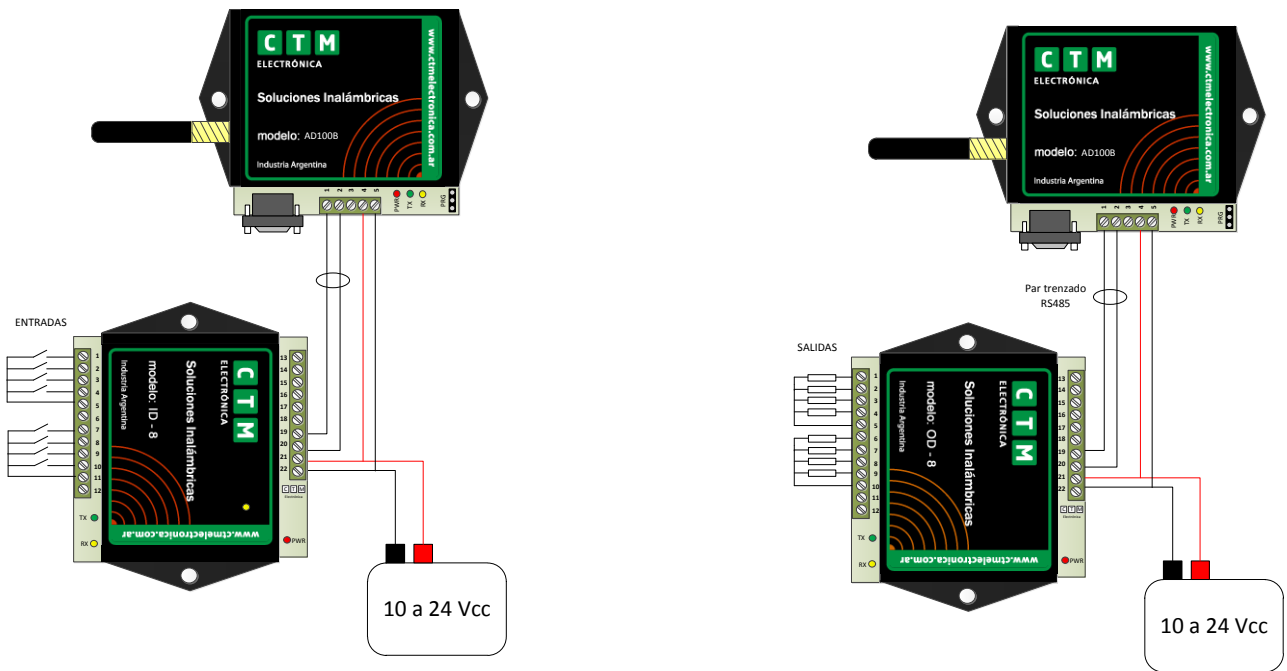 C T M
ELECTRÓNICA
Soluciones Inalámbricas
modelo: AD100B
Industria Argentina
www.ctmelectronica.com.ar
1 2 3 4 5
PWR
TX
RX
PRG
ENTRADAS
1
2
3
4
5
6
7
8
9
10
11
12
TX
RX
C T M
ELECTRÓNICA
Soluciones Inalámbricas
modelo: ID - 8
Industria Argentina
www.ctmelectronica.com.ar
13
14
15
16
17
18
19
20
21
22
C T M
Electrónica
PWR
10 a 24 Vcc
C T M
ELECTRÓNICA
Soluciones Inalámbricas
modelo: AD100B
Industria Argentina
www.ctmelectronica.com.ar
1 2 3 4 5
PWR
TX
RX
PRG
Par trenzado
RS485
SALIDAS
1
2
3
4
5
6
7
8
9
10
11
12
TX
RX
C T M
ELECTRÓNICA
Soluciones Inalámbricas
modelo: OD - 8
Industria Argentina
www.ctmelectronica.com.ar
13
14
15
16
17
18
19
20
21
22
C T M
Electrónica
PWR
10 a 24 Vcc